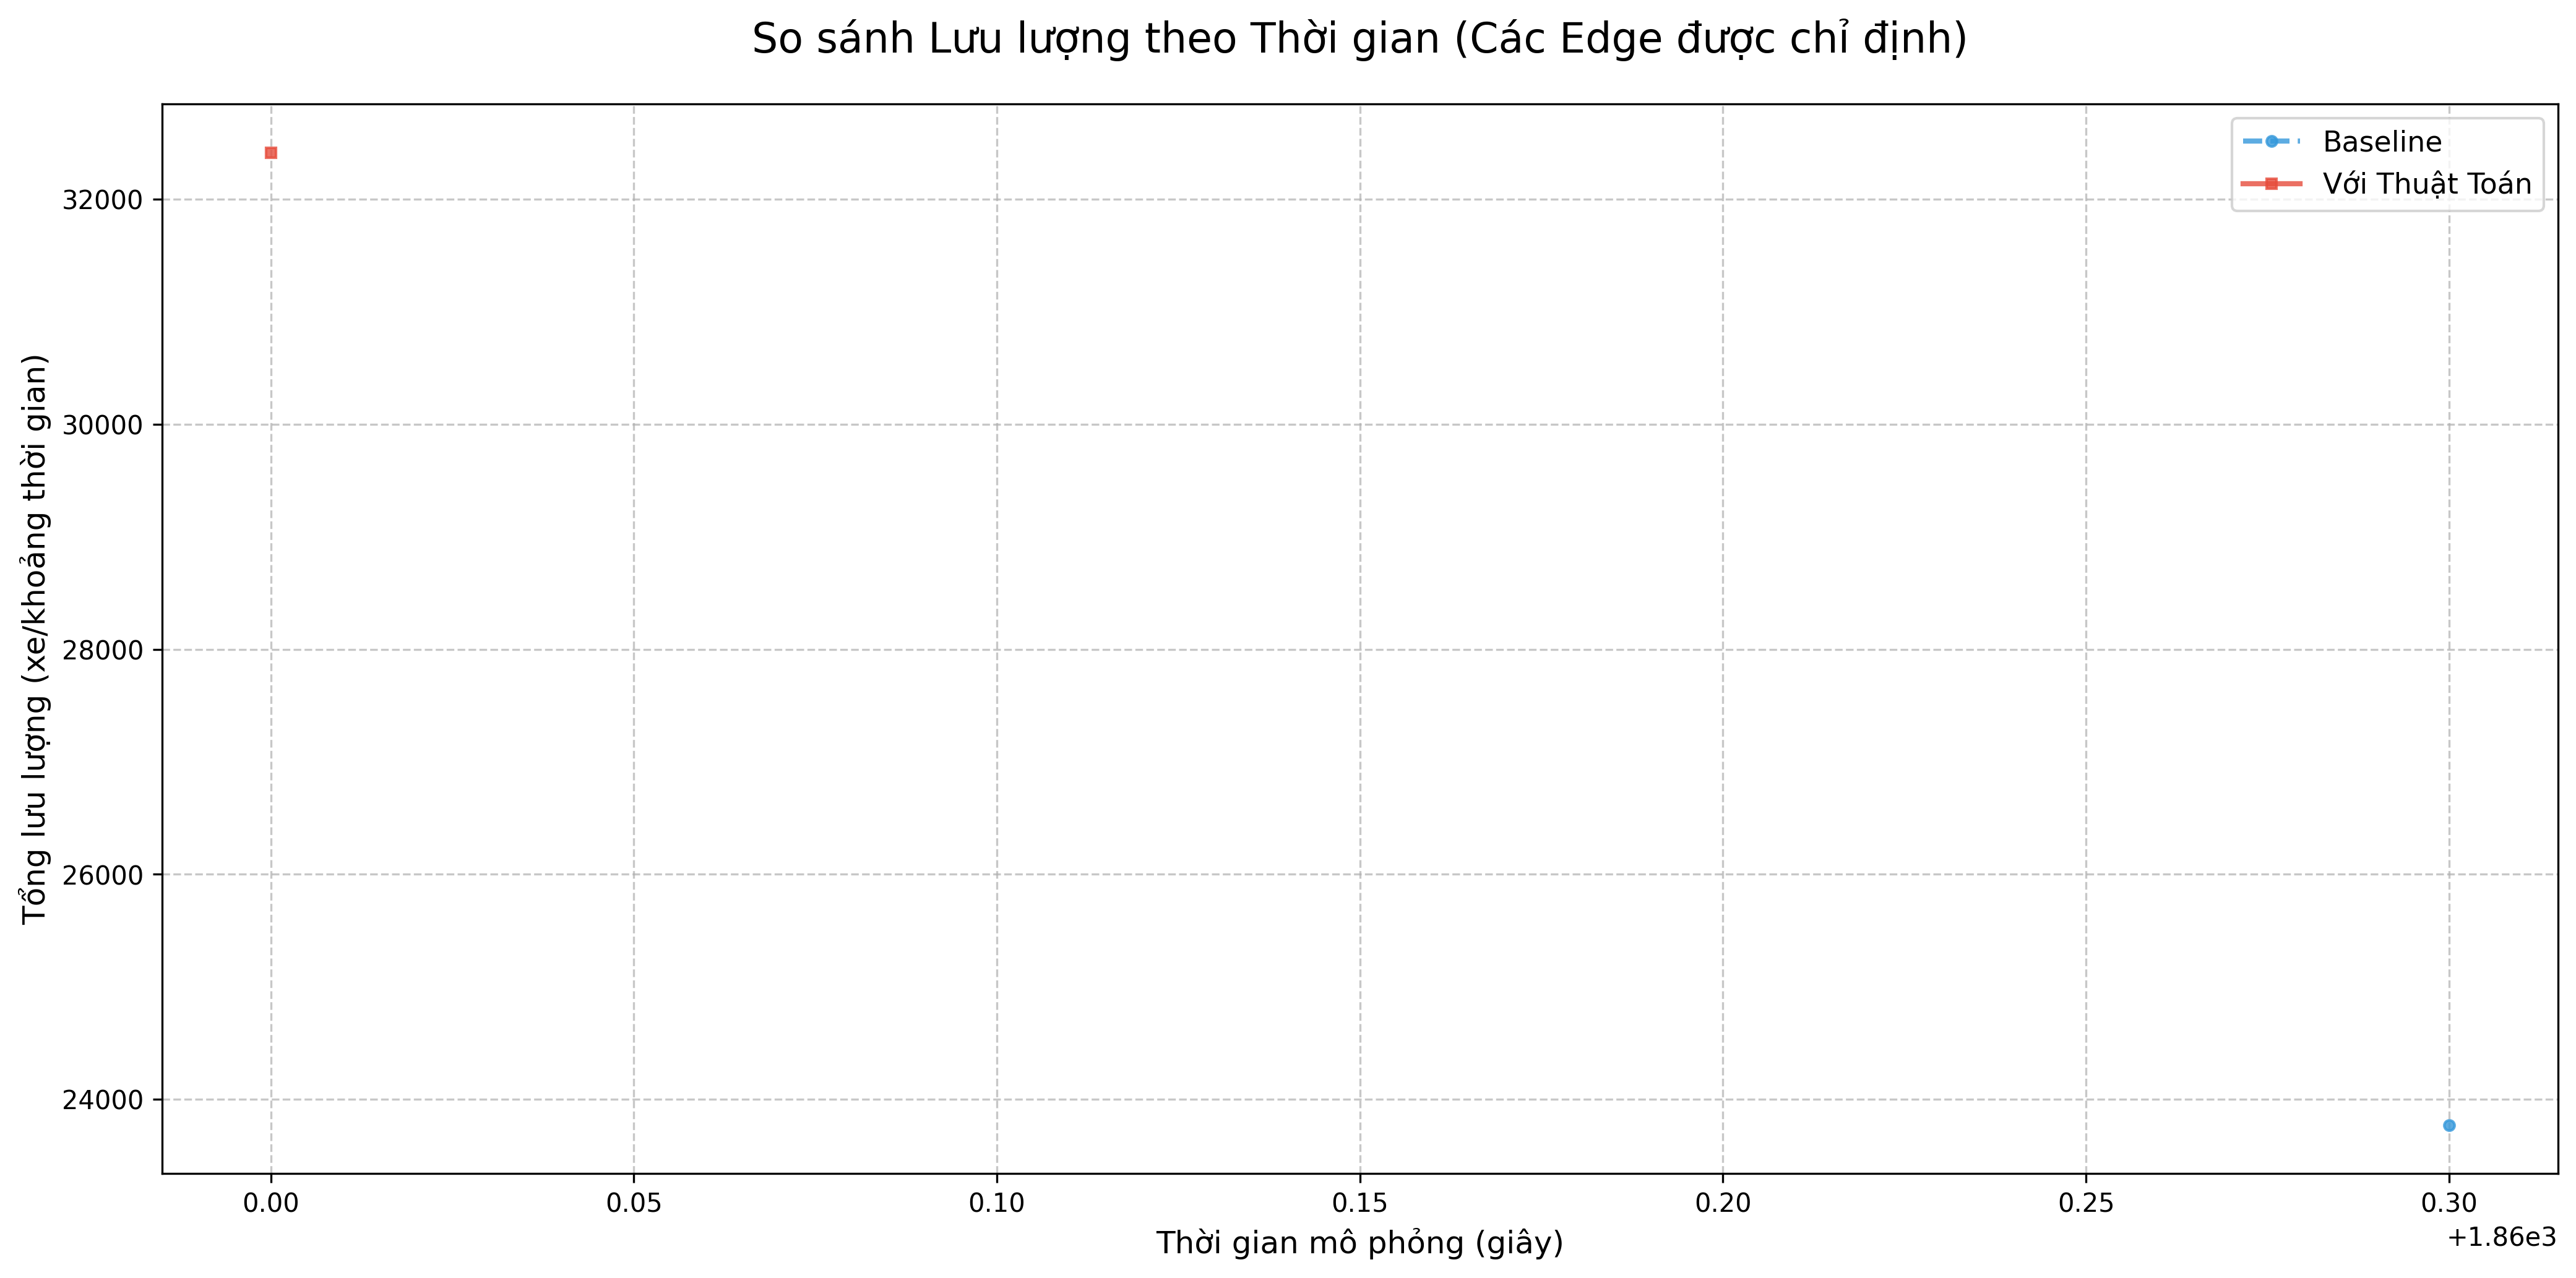 So sánh Lưu lượng theo Thời gian (Các Edge được chỉ định)
Baseline
Với Thuật Toán
Tổng lưu lượng (xe/khoảng thời gian)
32000
30000
28000
26000
24000
0.00 0.05 0.10 0.15 0.20 0.25 0.30
+1.86e3
Thời gian mô phỏng (giây)